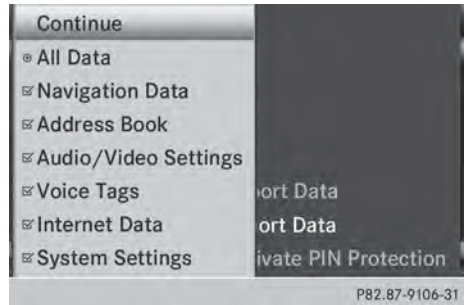 Continue
All Data
Navigation Data
Address Book
Audio/Video Settings
Voice Tags
ort Data
Internet Data
ort Data
System Settings
ivate PIN Protection
P82.87-9106-31